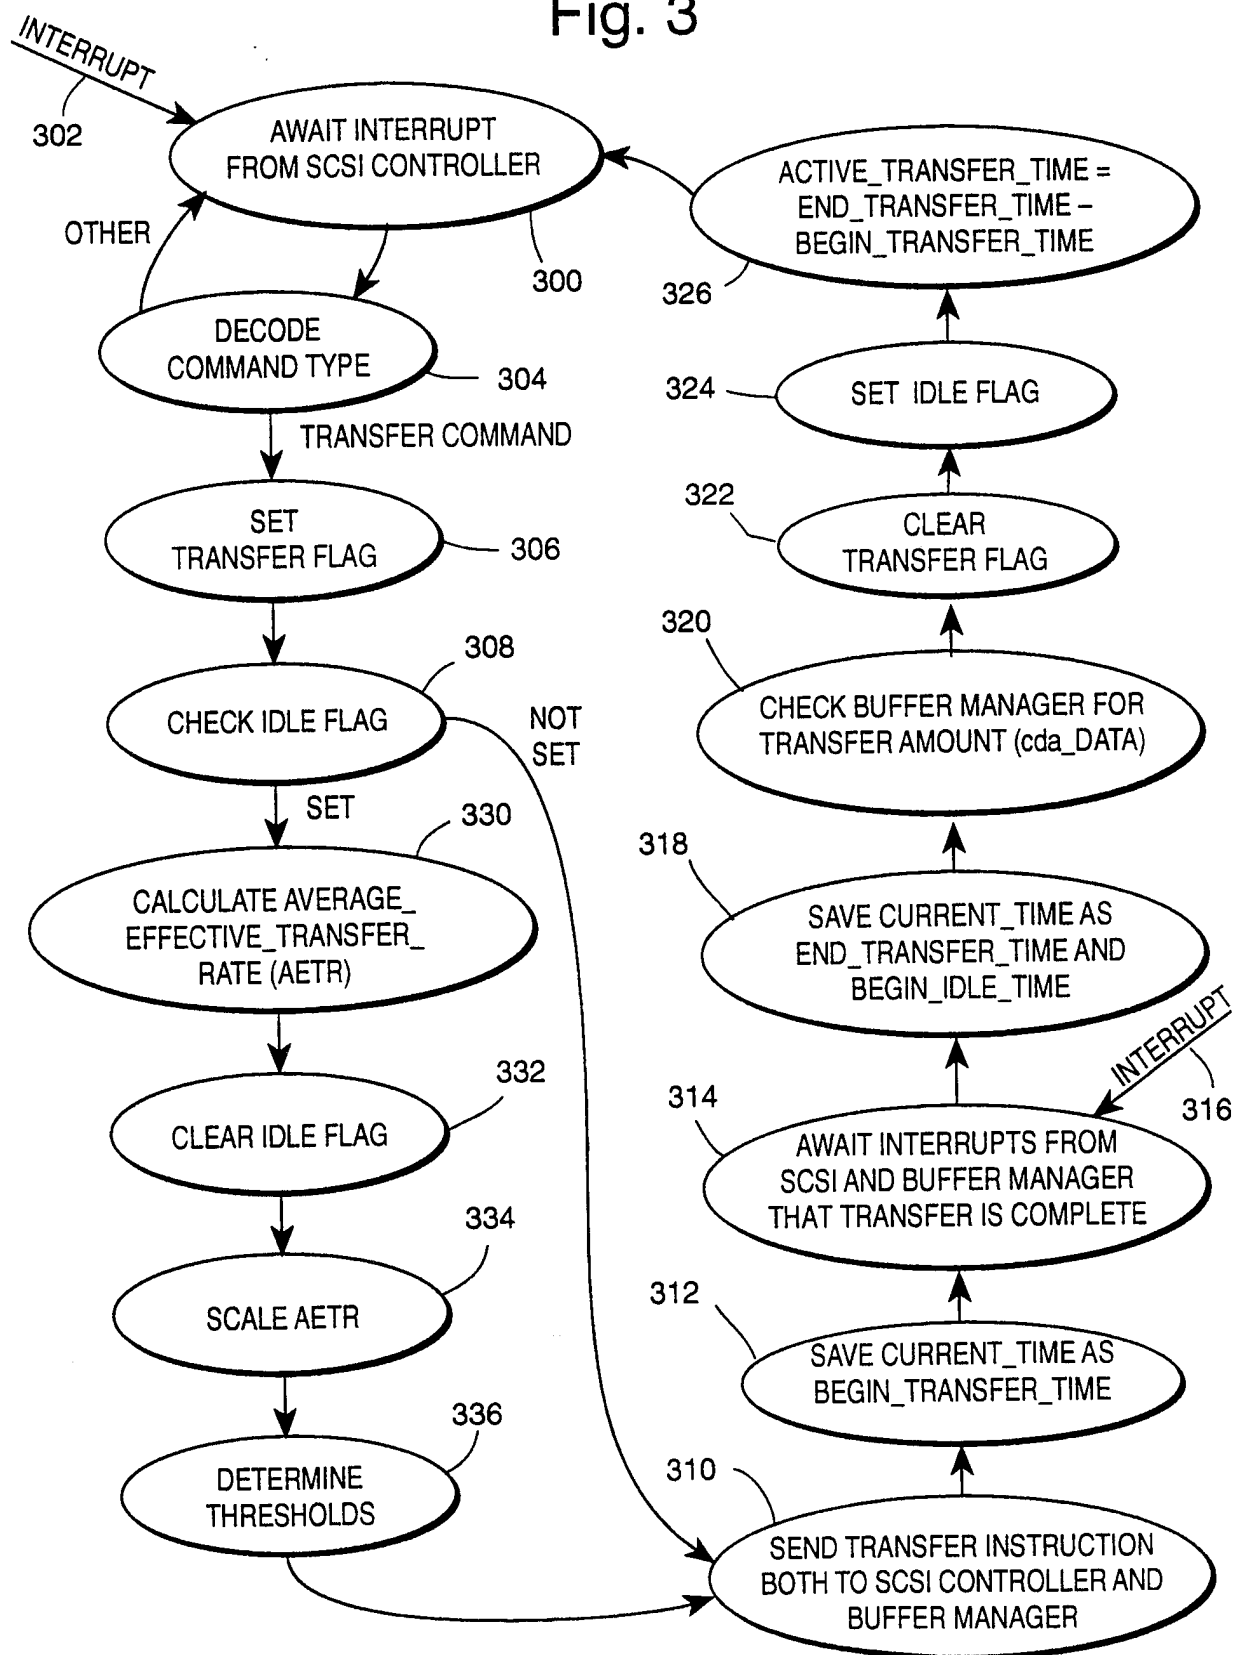 Fig. 3
INTERRUPT
302
AWAIT INTERRUPT
FROM SCSI CONTROLLER
300
OTHER
DECODE
COMMAND TYPE
304
TRANSFER COMMAND
SET
TRANSFER FLAG
306
308
CHECK IDLE FLAG
NOT
SET
SET
330
CALCULATE AVERAGE_
EFFECTIVE_TRANSFER_
RATE (AETR)
332
CLEAR IDLE FLAG
334
SCALE AETR
336
DETERMINE
THRESHOLDS
310
SEND TRANSFER INSTRUCTION
BOTH TO SCSI CONTROLLER AND
BUFFER MANAGER
312
SAVE CURRENT_TIME AS
BEGIN_TRANSFER_TIME
314
AWAIT INTERRUPTS FROM
SCSI AND BUFFER MANAGER
THAT TRANSFER IS COMPLETE
INTERRUPT
316
318
SAVE CURRENT_TIME AS
END_TRANSFER_TIME AND
BEGIN_IDLE_TIME
320
CHECK BUFFER MANAGER FOR
TRANSFER AMOUNT (cda_DATA)
322
CLEAR
TRANSFER FLAG
324
SET IDLE FLAG
326
ACTIVE_TRANSFER_TIME =
END_TRANSFER_TIME –
BEGIN_TRANSFER_TIME